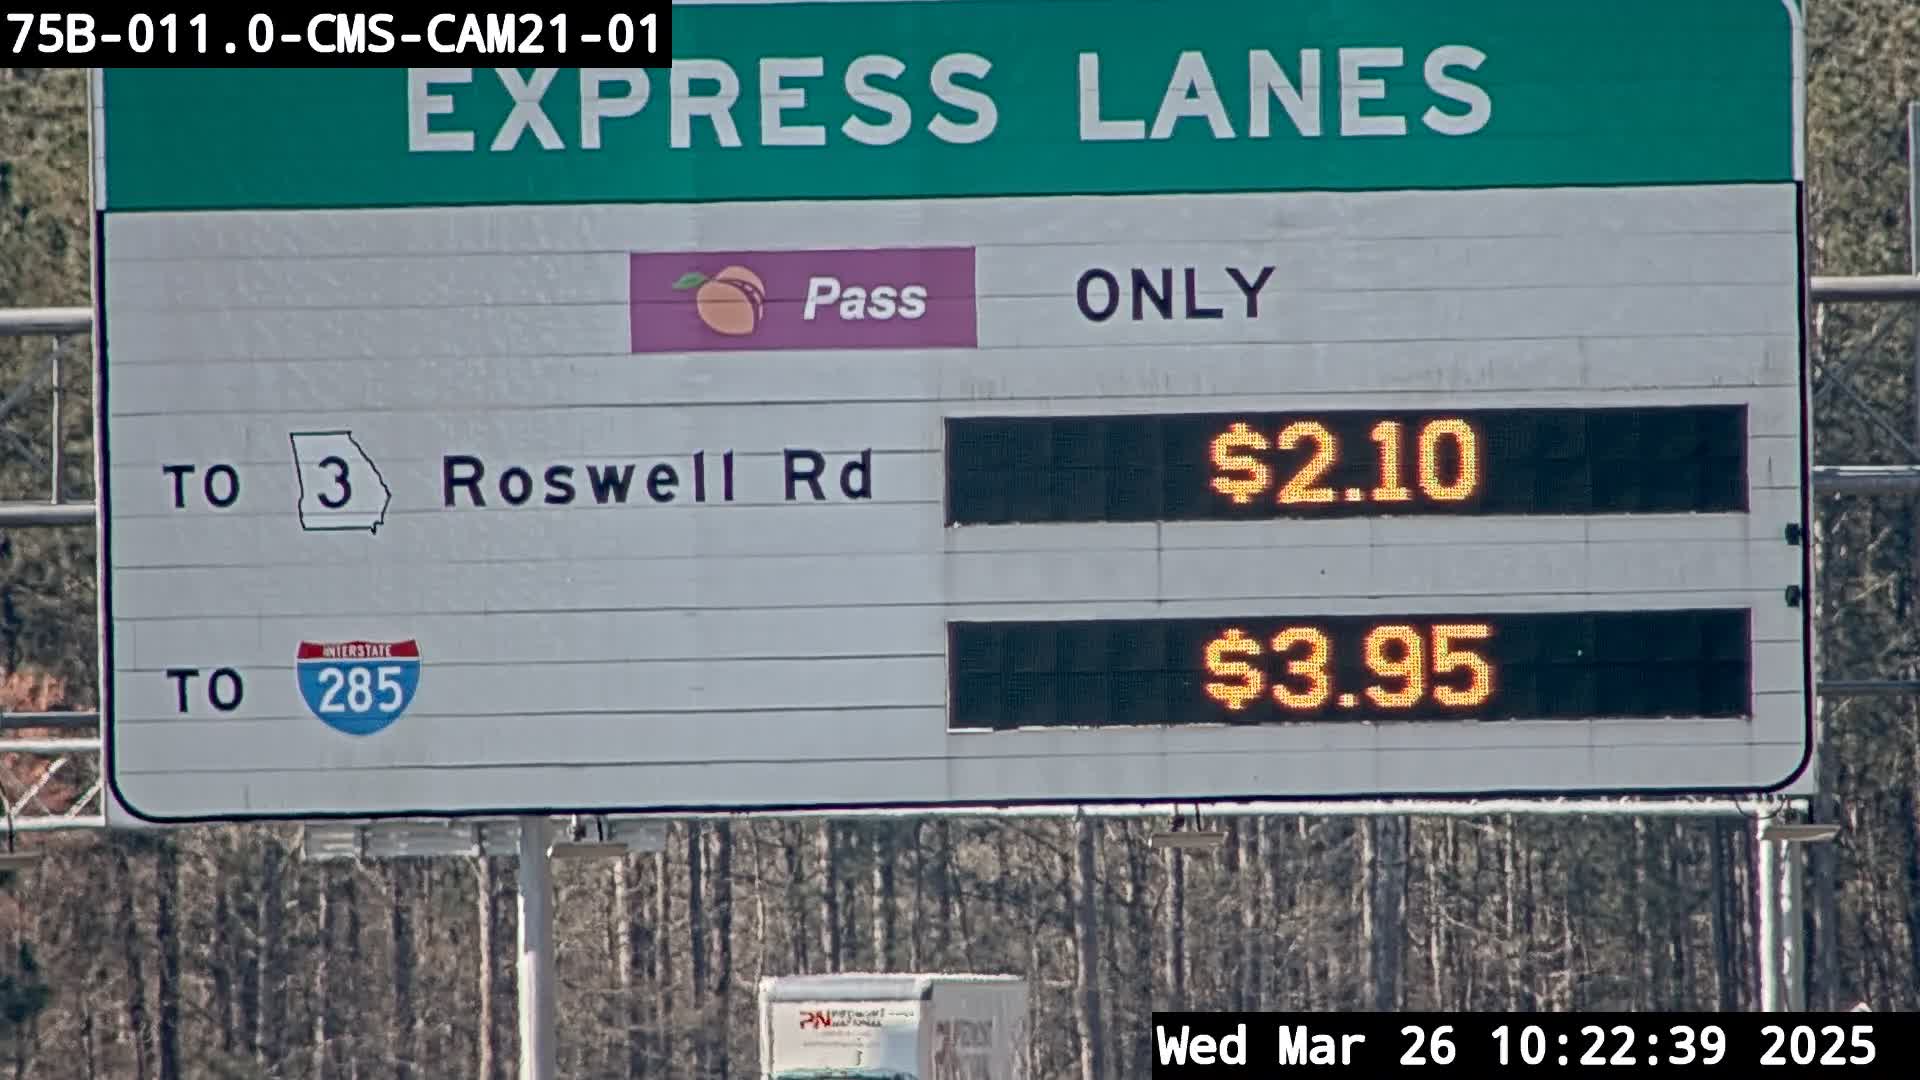 75B-011.0-CMS-CAM21-01
EXPRESS LANES
Pass ONLY
TO 3 Roswell Rd $2.10
INTERSTATE
TO 285 $3.95
Wed Mar 26 10:22:39 2025